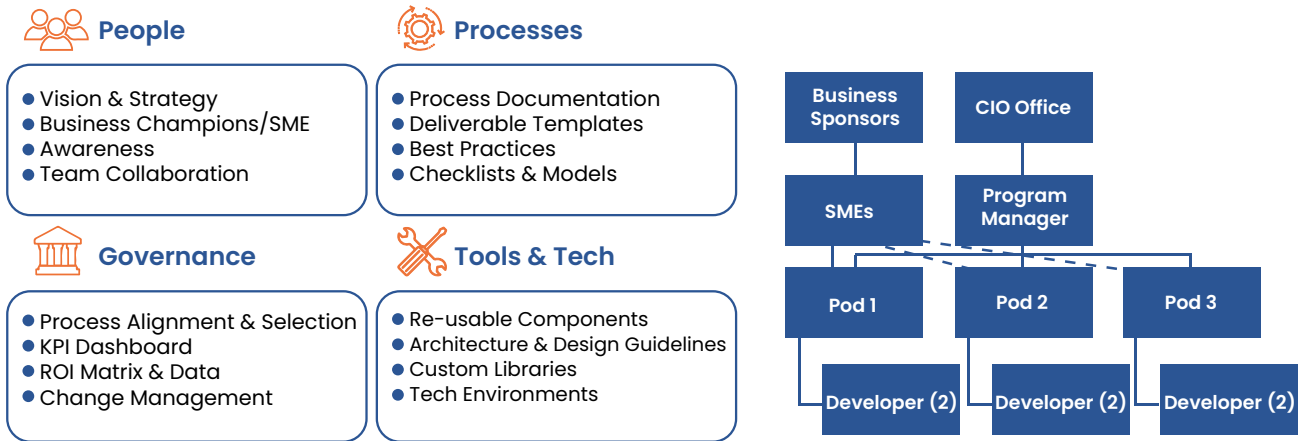 People
Vision & Strategy
Business Champions/SME
Awareness
Team Collaboration
Processes
Process Documentation
Deliverable Templates
Best Practices
Checklists & Models
Governance
Process Alignment & Selection
KPI Dashboard
ROI Matrix & Data
Change Management
Tools & Tech
Re-usable Components
Architecture & Design Guidelines
Custom Libraries
Tech Environments
Business
Sponsors
CIO Office
SMEs
Program
Manager
Pod 1
Pod 2
Pod 3
Developer (2)
Developer (2)
Developer (2)